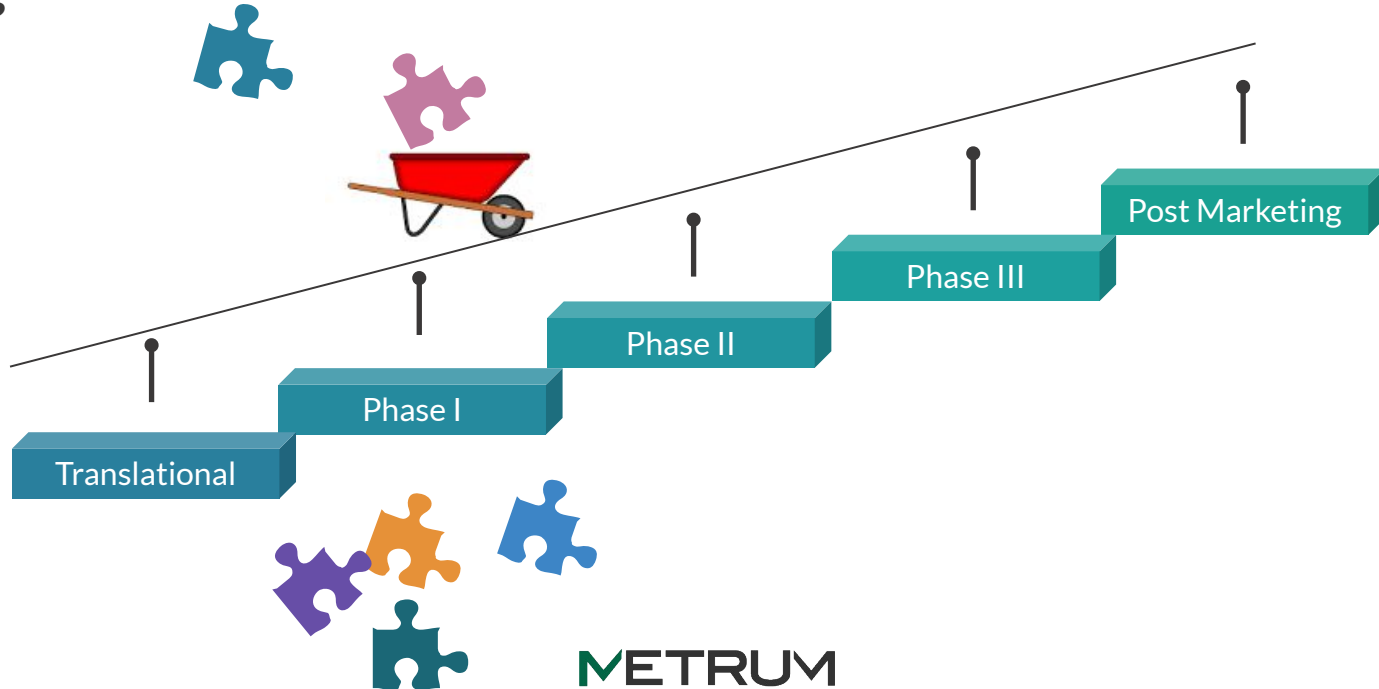 Post Marketing
Phase III
Phase II
Phase I
Translational
METRUM